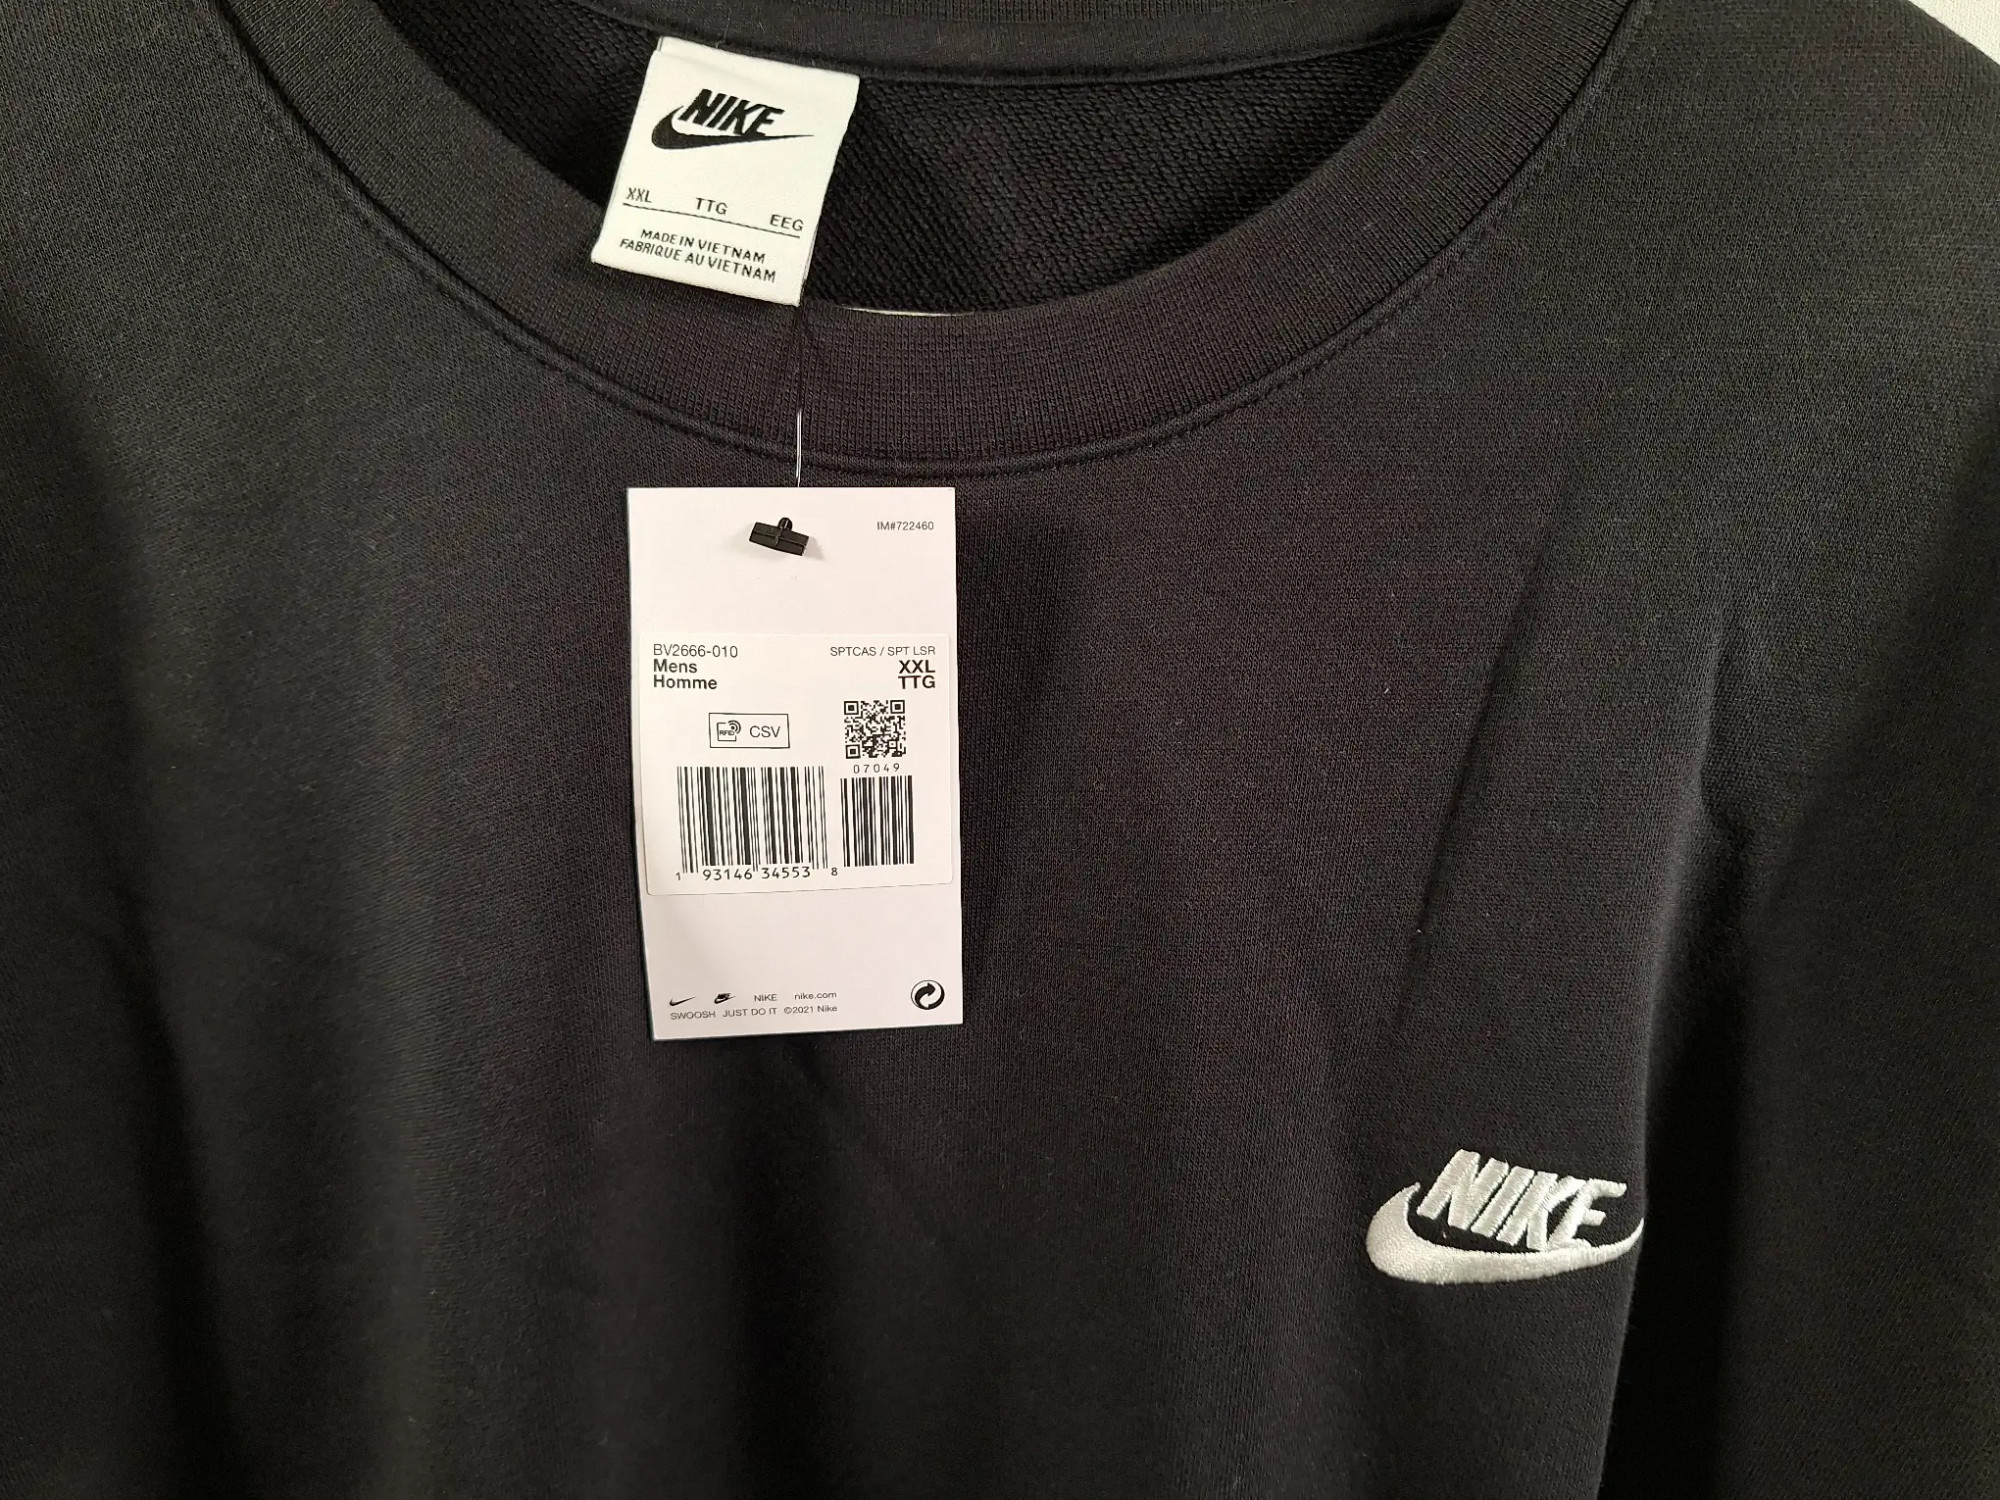 NIKE
XXL TTG EEG
MADE IN VIETNAM
FABRIQUE AU VIETNAM
IM#722460
BV2666-010 SPTCAS / SPT LSR
Mens XXL
Homme TTG
RFID CSV
07049
1 93146 34553 8
NIKE nike.com
SWOOSH JUST DO IT ©2021 Nike
NIKE